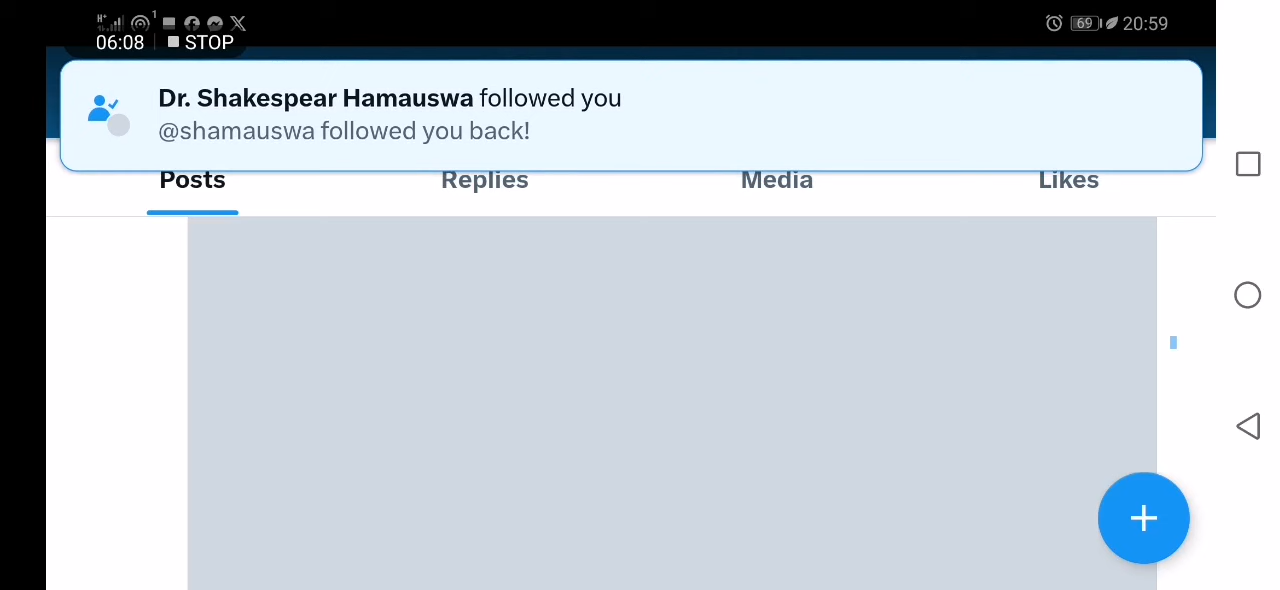 H+ 1 69 20:59
06:08 STOP
Dr. Shakespear Hamauswa followed you
@shamauswa followed you back!
Posts Replies Media Likes